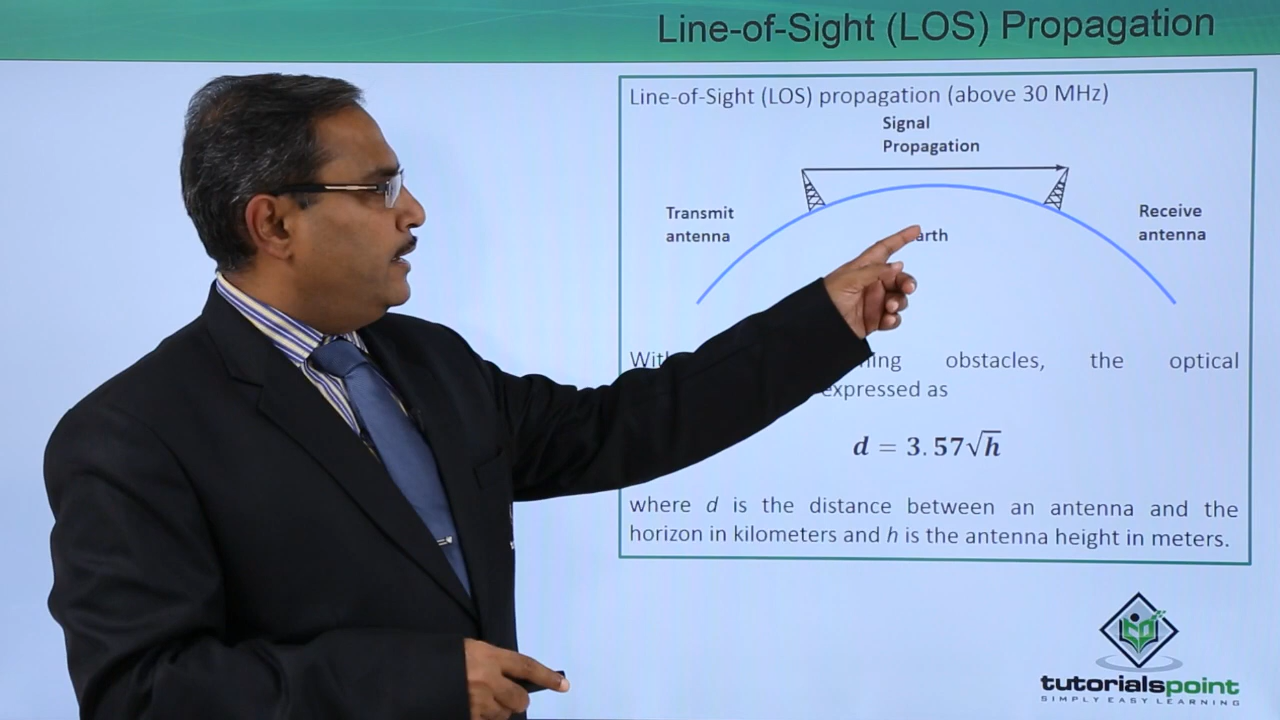 Line-of-Sight (LOS) Propagation
Line-of-Sight (LOS) propagation (above 30 MHz)
Signal
Propagation
Transmit
antenna
Receive
antenna
obstacles, the optical
expressed as
d = 3.57√h
where d is the distance between an antenna and the
horizon in kilometers and h is the antenna height in meters.
tutorialspoint
SIMPLY EASY LEARNING